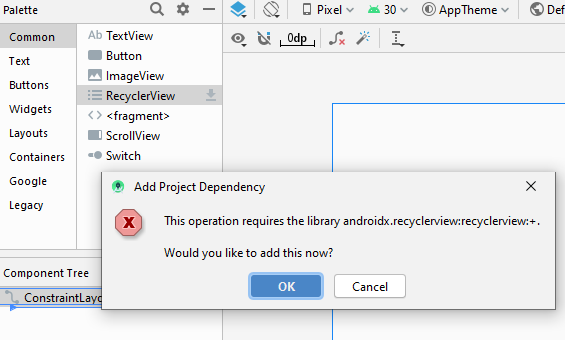 Palette
Pixel
30
AppTheme
Def
Common
Text
Buttons
Widgets
Layouts
Containers
Google
Legacy
Ab TextView
Button
ImageView
RecyclerView
<> <fragment>
ScrollView
Switch
0dp
Add Project Dependency
This operation requires the library androidx.recyclerview:recyclerview:+.
Would you like to add this now?
OK
Cancel
Component Tree
ConstraintLayo